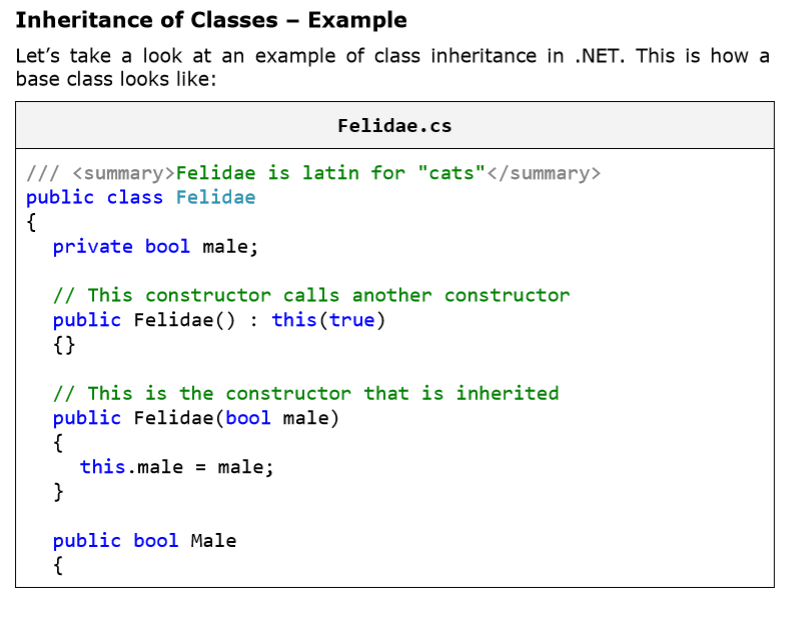 Inheritance of Classes – Example
Let’s take a look at an example of class inheritance in .NET. This is how a
base class looks like:
Felidae.cs
/// <summary>Felidae is latin for "cats"</summary>
public class Felidae
{
private bool male;
// This constructor calls another constructor
public Felidae() : this(true)
{}
// This is the constructor that is inherited
public Felidae(bool male)
{
this.male = male;
}
public bool Male
{